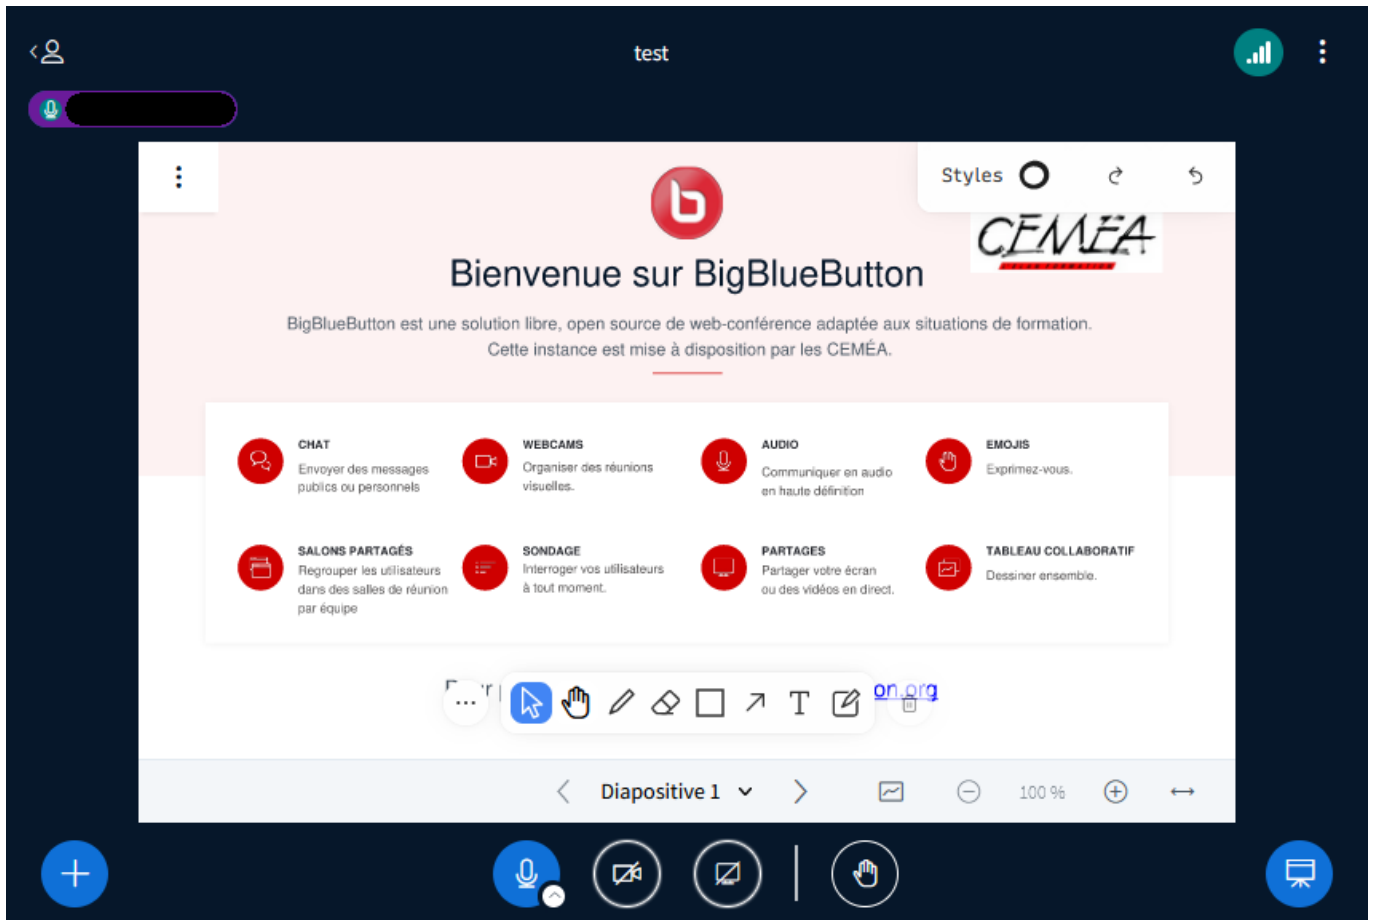 test
Styles
CEMÉA
Bienvenue sur BigBlueButton
BigBlueButton est une solution libre, open source de web-conférence adaptée aux situations de formation.
Cette instance est mise à disposition par les CEMÉA.
CHAT
Envoyer des messages
publics ou personnels
WEBCAMS
Organiser des réunions
visuelles.
AUDIO
Communiquer en audio
en haute définition
EMOJIS
Exprimez-vous.
SALONS PARTAGÉS
Regrouper les utilisateurs
dans des salles de réunion
par équipe
SONDAGE
Interroger vos utilisateurs
à tout moment.
PARTAGES
Partager votre écran
ou des vidéos en direct.
TABLEAU COLLABORATIF
Dessiner ensemble.
on.org
T
Diapositive 1
100 %